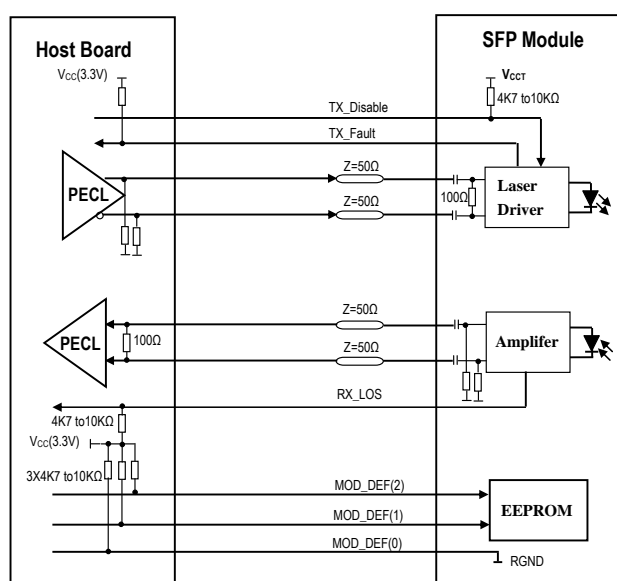 Host Board
SFP Module
VCC(3.3V)
VCCT
4K7 to10KΩ
TX_Disable
TX_Fault
Z=50Ω
PECL
100Ω
Laser
Driver
Z=50Ω
Z=50Ω
PECL
100Ω
Amplifer
Z=50Ω
RX_LOS
4K7 to10KΩ
VCC(3.3V)
3X4K7 to10KΩ
MOD_DEF(2)
EEPROM
MOD_DEF(1)
MOD_DEF(0)
RGND